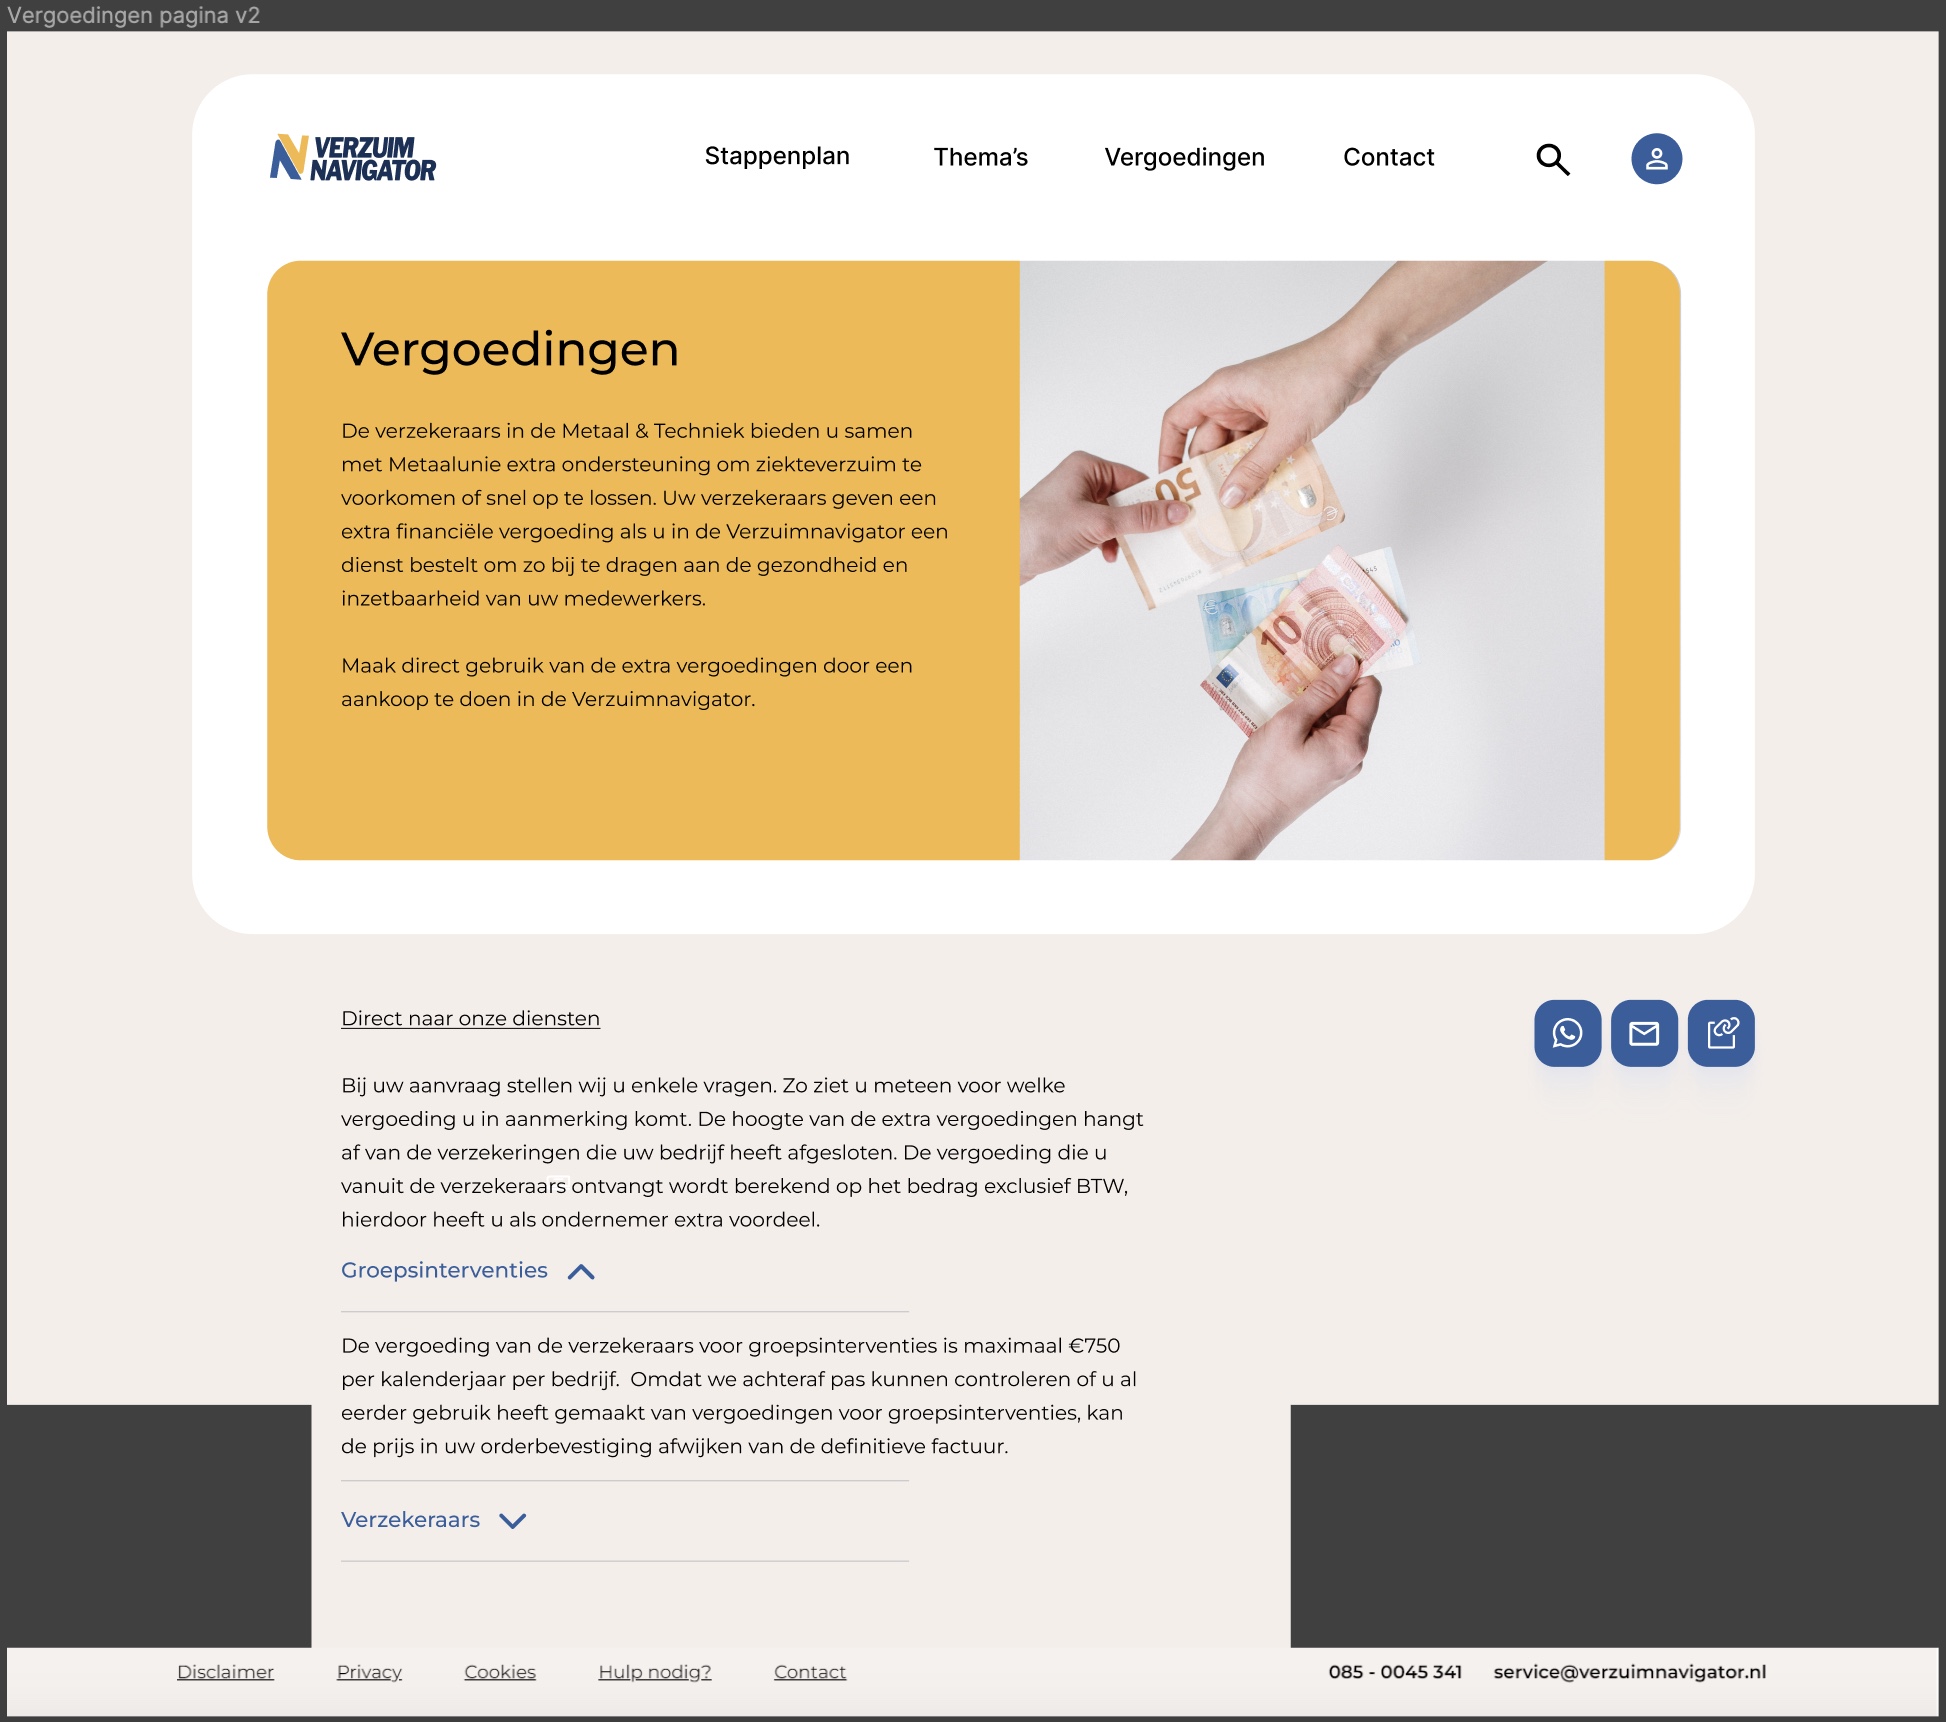 Vergoedingen pagina v2
VERZUIM
NAVIGATOR
Stappenplan
Thema's
Vergoedingen
Contact
Vergoedingen
De verzekeraars in de Metaal & Techniek bieden u samen
met Metaalunie extra ondersteuning om ziekteverzuim te
voorkomen of snel op te lossen. Uw verzekeraars geven een
extra financiële vergoeding als u in de Verzuimnavigator een
dienst bestelt om zo bij te dragen aan de gezondheid en
inzetbaarheid van uw medewerkers.
Maak direct gebruik van de extra vergoedingen door een
aankoop te doen in de Verzuimnavigator.
50
10
Direct naar onze diensten
Bij uw aanvraag stellen wij u enkele vragen. Zo ziet u meteen voor welke
vergoeding u in aanmerking komt. De hoogte van de extra vergoedingen hangt
af van de verzekeringen die uw bedrijf heeft afgesloten. De vergoeding die u
vanuit de verzekeraars ontvangt wordt berekend op het bedrag exclusief BTW,
hierdoor heeft u als ondernemer extra voordeel.
Groepsinterventies
De vergoeding van de verzekeraars voor groepsinterventies is maximaal €750
per kalenderjaar per bedrijf.  Omdat we achteraf pas kunnen controleren of u al
eerder gebruik heeft gemaakt van vergoedingen voor groepsinterventies, kan
de prijs in uw orderbevestiging afwijken van de definitieve factuur.
Verzekeraars
Disclaimer
Privacy
Cookies
Hulp nodig?
Contact
085 - 0045 341
service@verzuimnavigator.nl